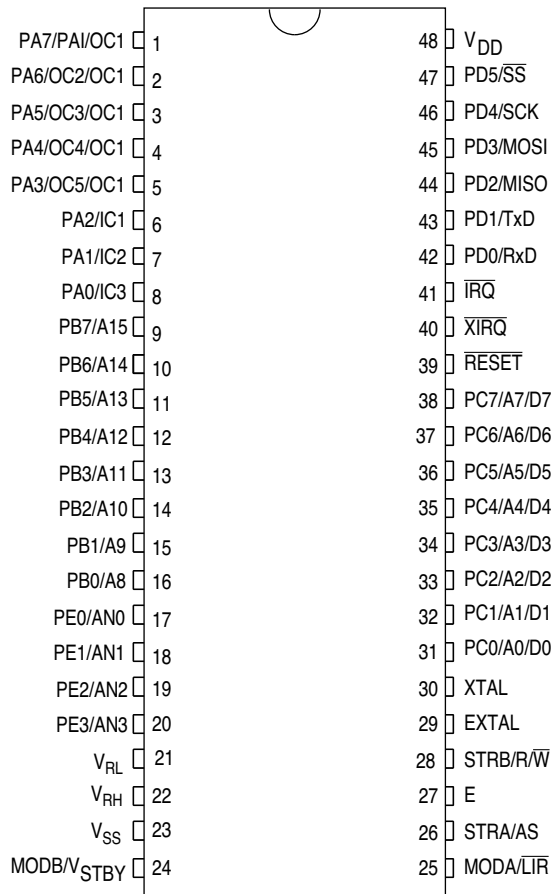 PA7/PAI/OC1 1 48 VDD
PA6/OC2/OC1 2 47 PD5/S̅S̅
PA5/OC3/OC1 3 46 PD4/SCK
PA4/OC4/OC1 4 45 PD3/MOSI
PA3/OC5/OC1 5 44 PD2/MISO
PA2/IC1 6 43 PD1/TxD
PA1/IC2 7 42 PD0/RxD
PA0/IC3 8 41 I̅R̅Q̅
PB7/A15 9 40 X̅I̅R̅Q̅
PB6/A14 10 39 R̅E̅S̅E̅T̅
PB5/A13 11 38 PC7/A7/D7
PB4/A12 12 37 PC6/A6/D6
PB3/A11 13 36 PC5/A5/D5
PB2/A10 14 35 PC4/A4/D4
PB1/A9 15 34 PC3/A3/D3
PB0/A8 16 33 PC2/A2/D2
PE0/AN0 17 32 PC1/A1/D1
PE1/AN1 18 31 PC0/A0/D0
PE2/AN2 19 30 XTAL
PE3/AN3 20 29 EXTAL
VRL 21 28 STRB/R/W̅
VRH 22 27 E
VSS 23 26 STRA/AS
MODB/VSTBY 24 25 MODA/L̅I̅R̅